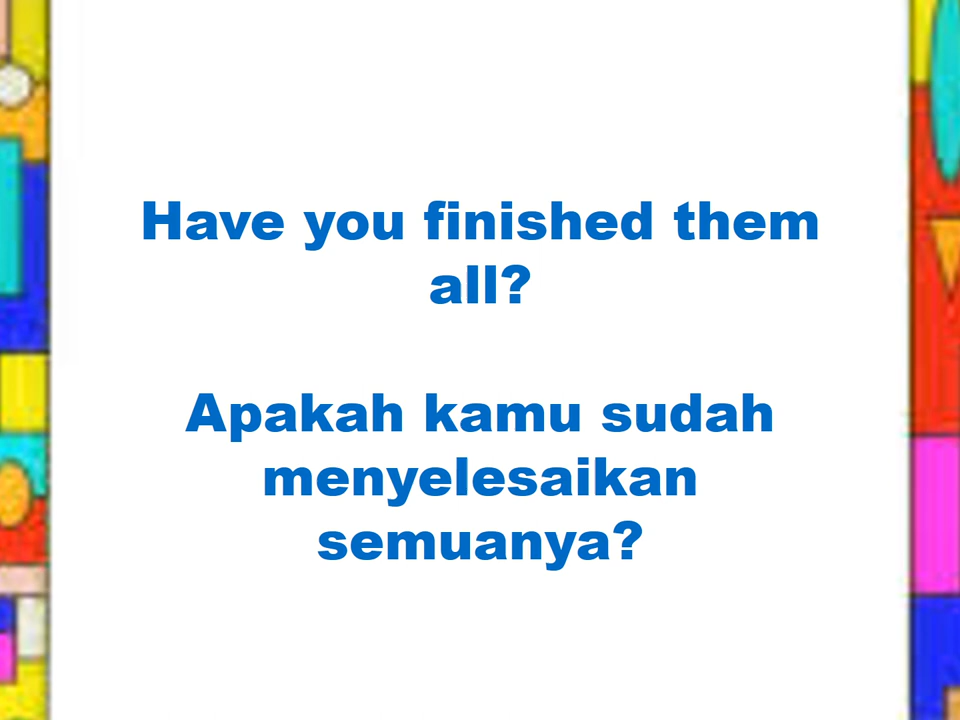 Have you finished them
all?
Apakah kamu sudah
menyelesaikan
semuanya?